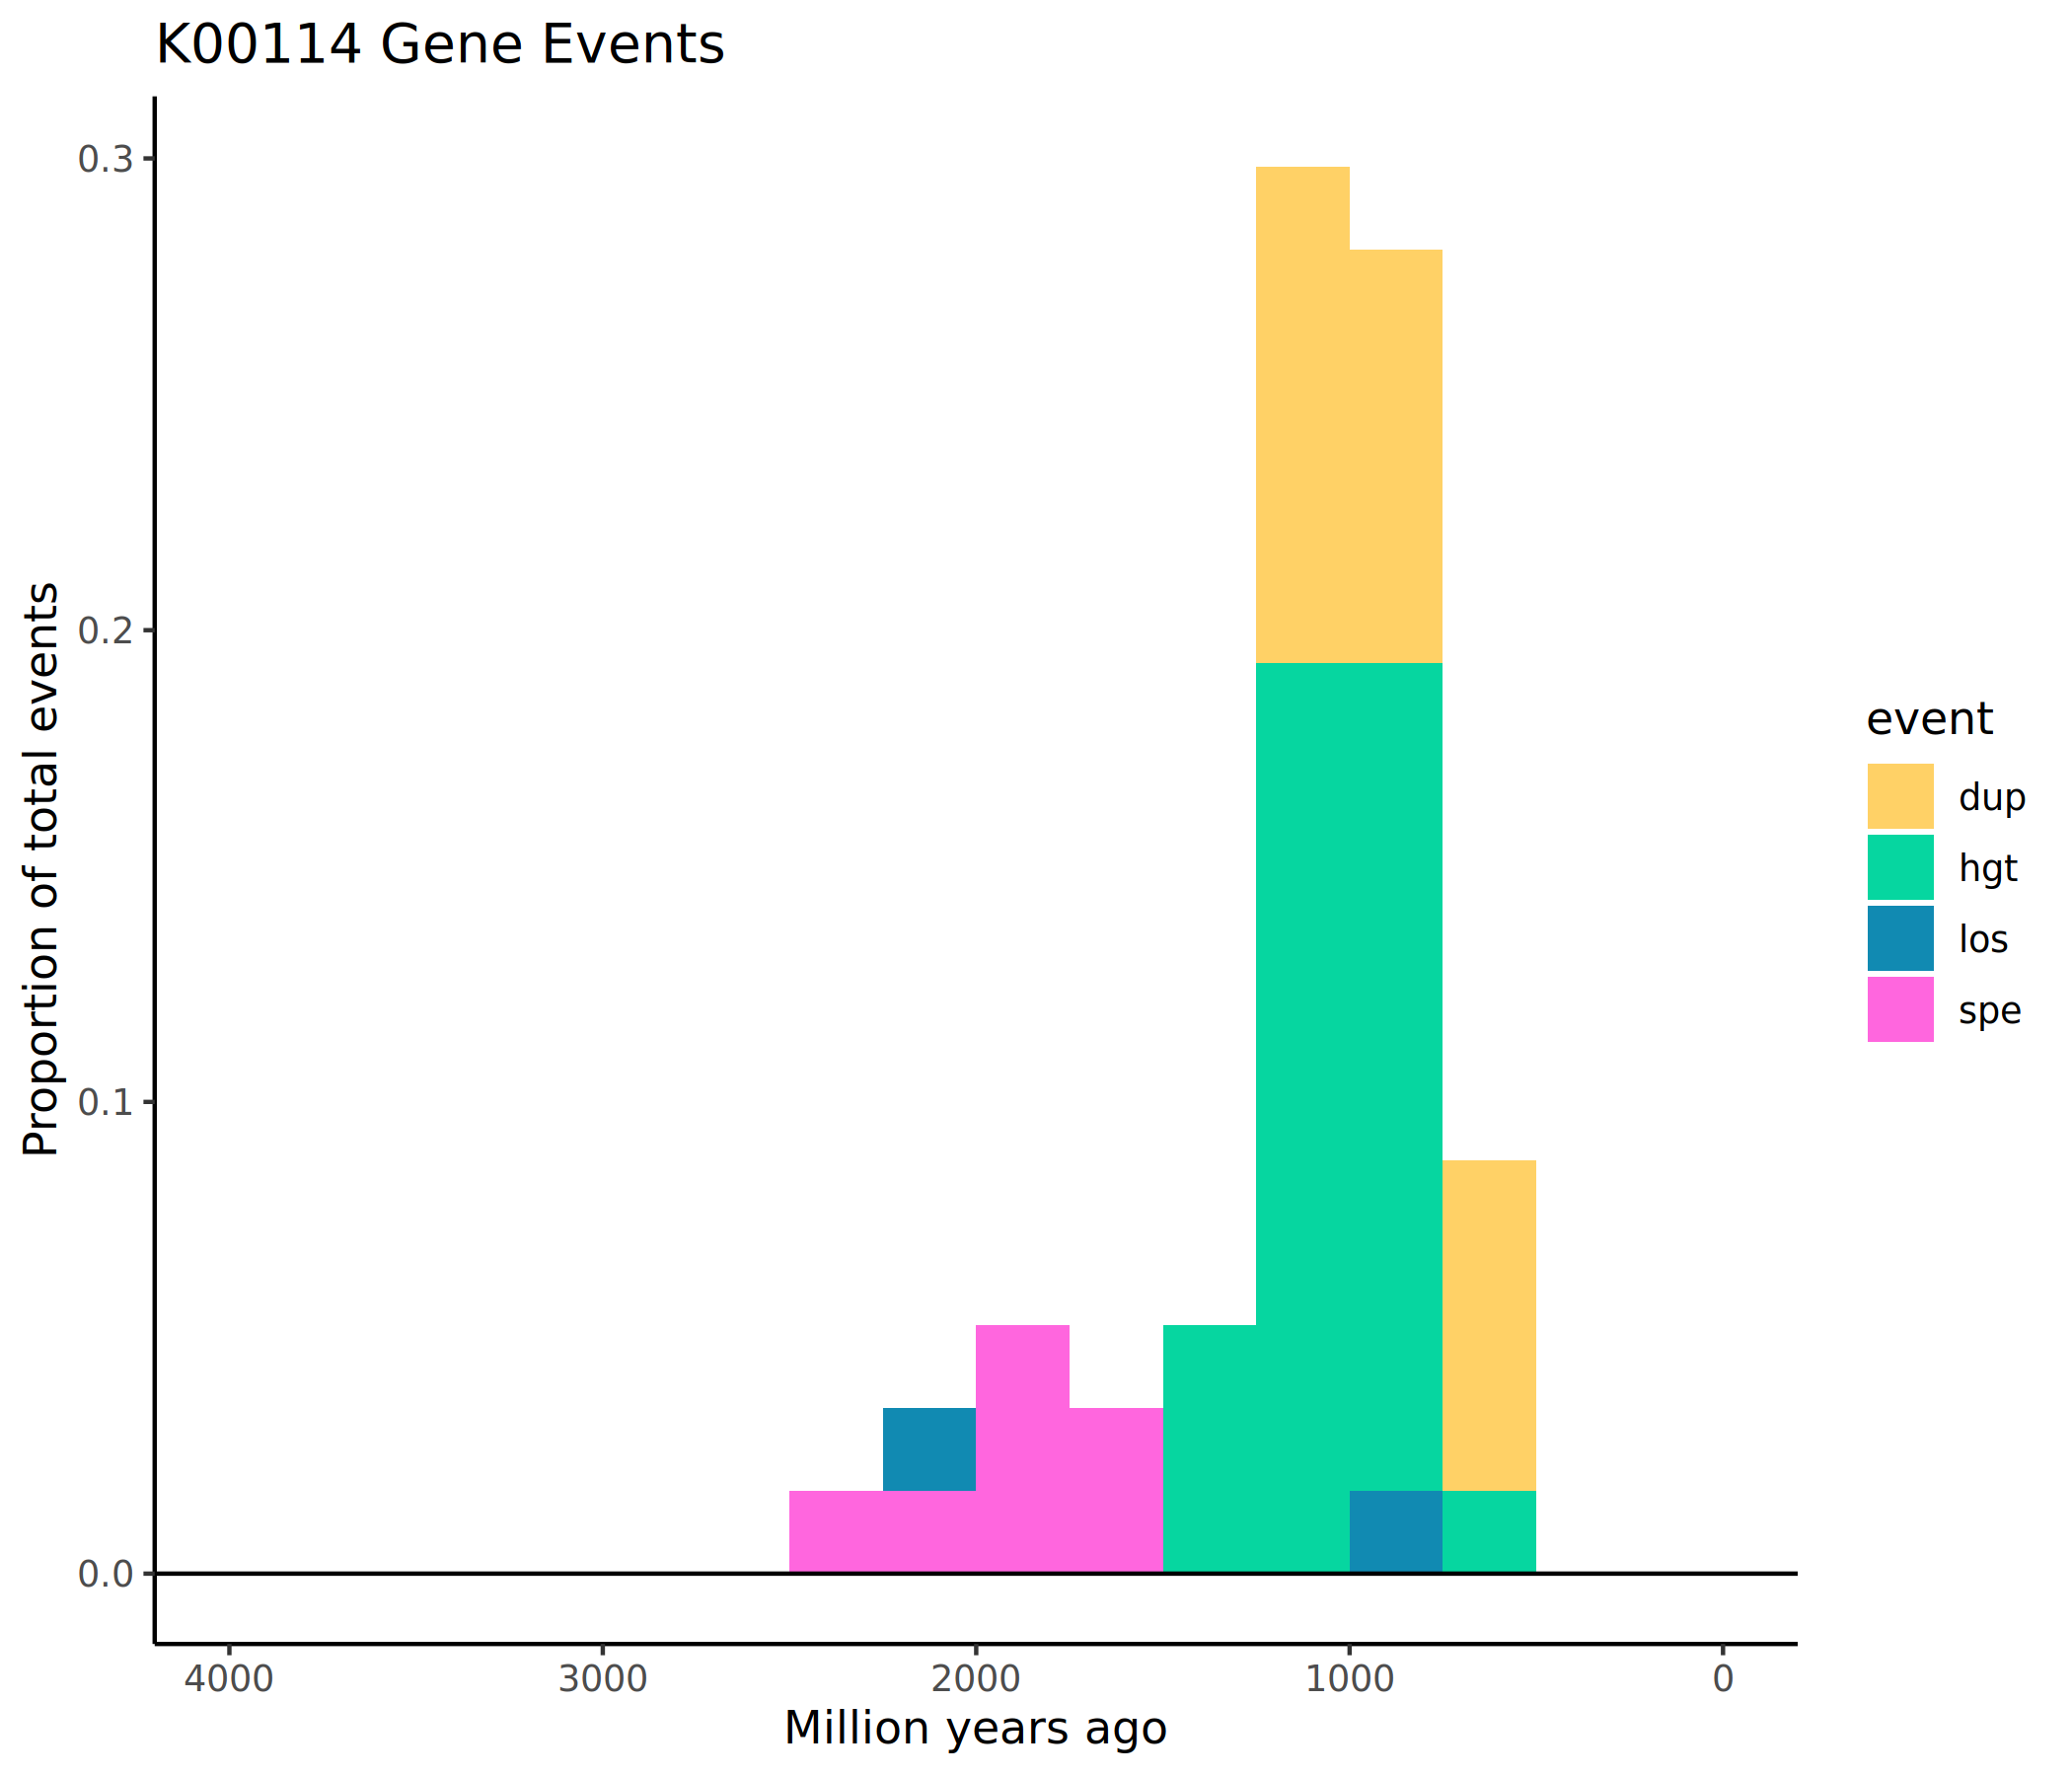 K00114 Gene Events
Proportion of total events
0.3
0.2
0.1
0.0
4000 3000 2000 1000 0
Million years ago
event
dup
hgt
los
spe